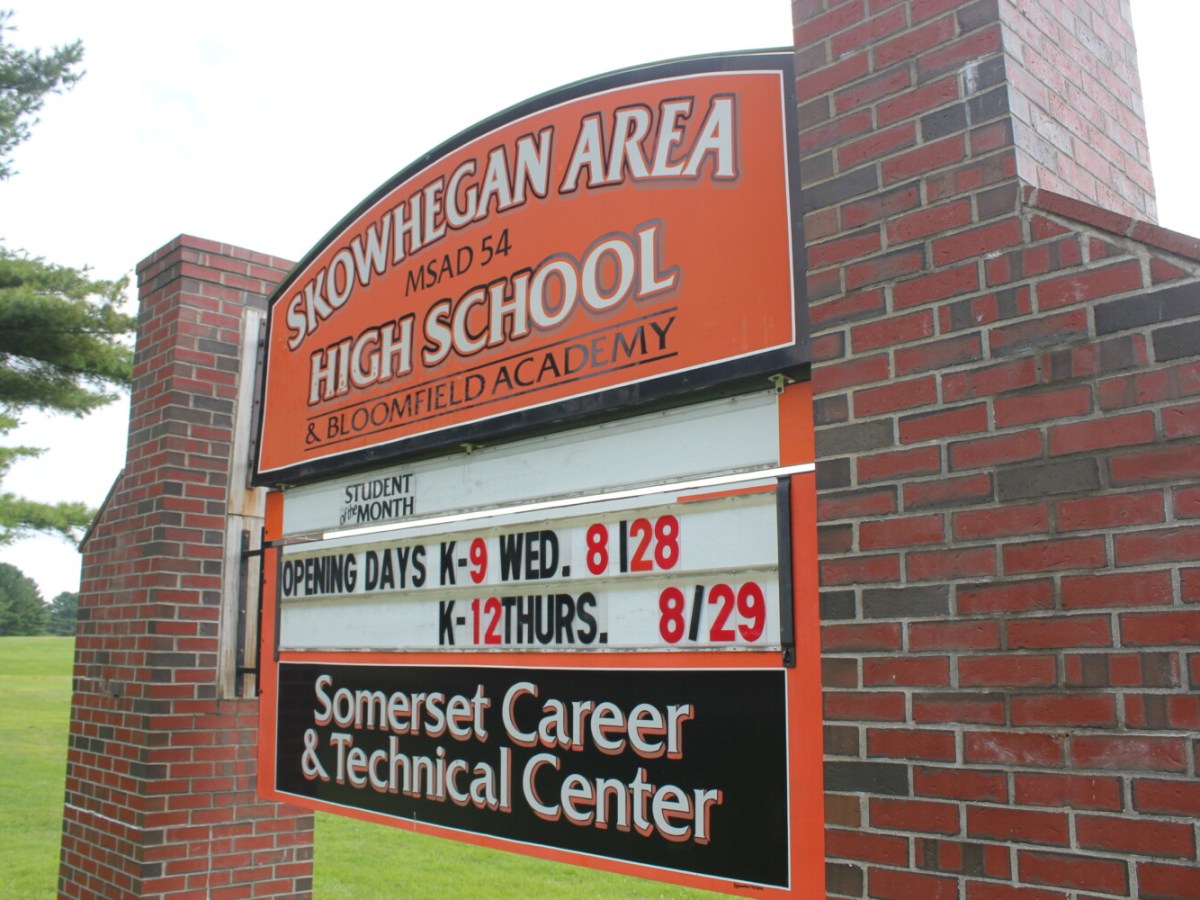 SKOWHEGAN AREA
MSAD 54
HIGH SCHOOL
& BLOOMFIELD ACADEMY
STUDENT
of the MONTH
OPENING DAYS K-9 WED. 8|28
K-12THURS. 8/29
Somerset Career
& Technical Center